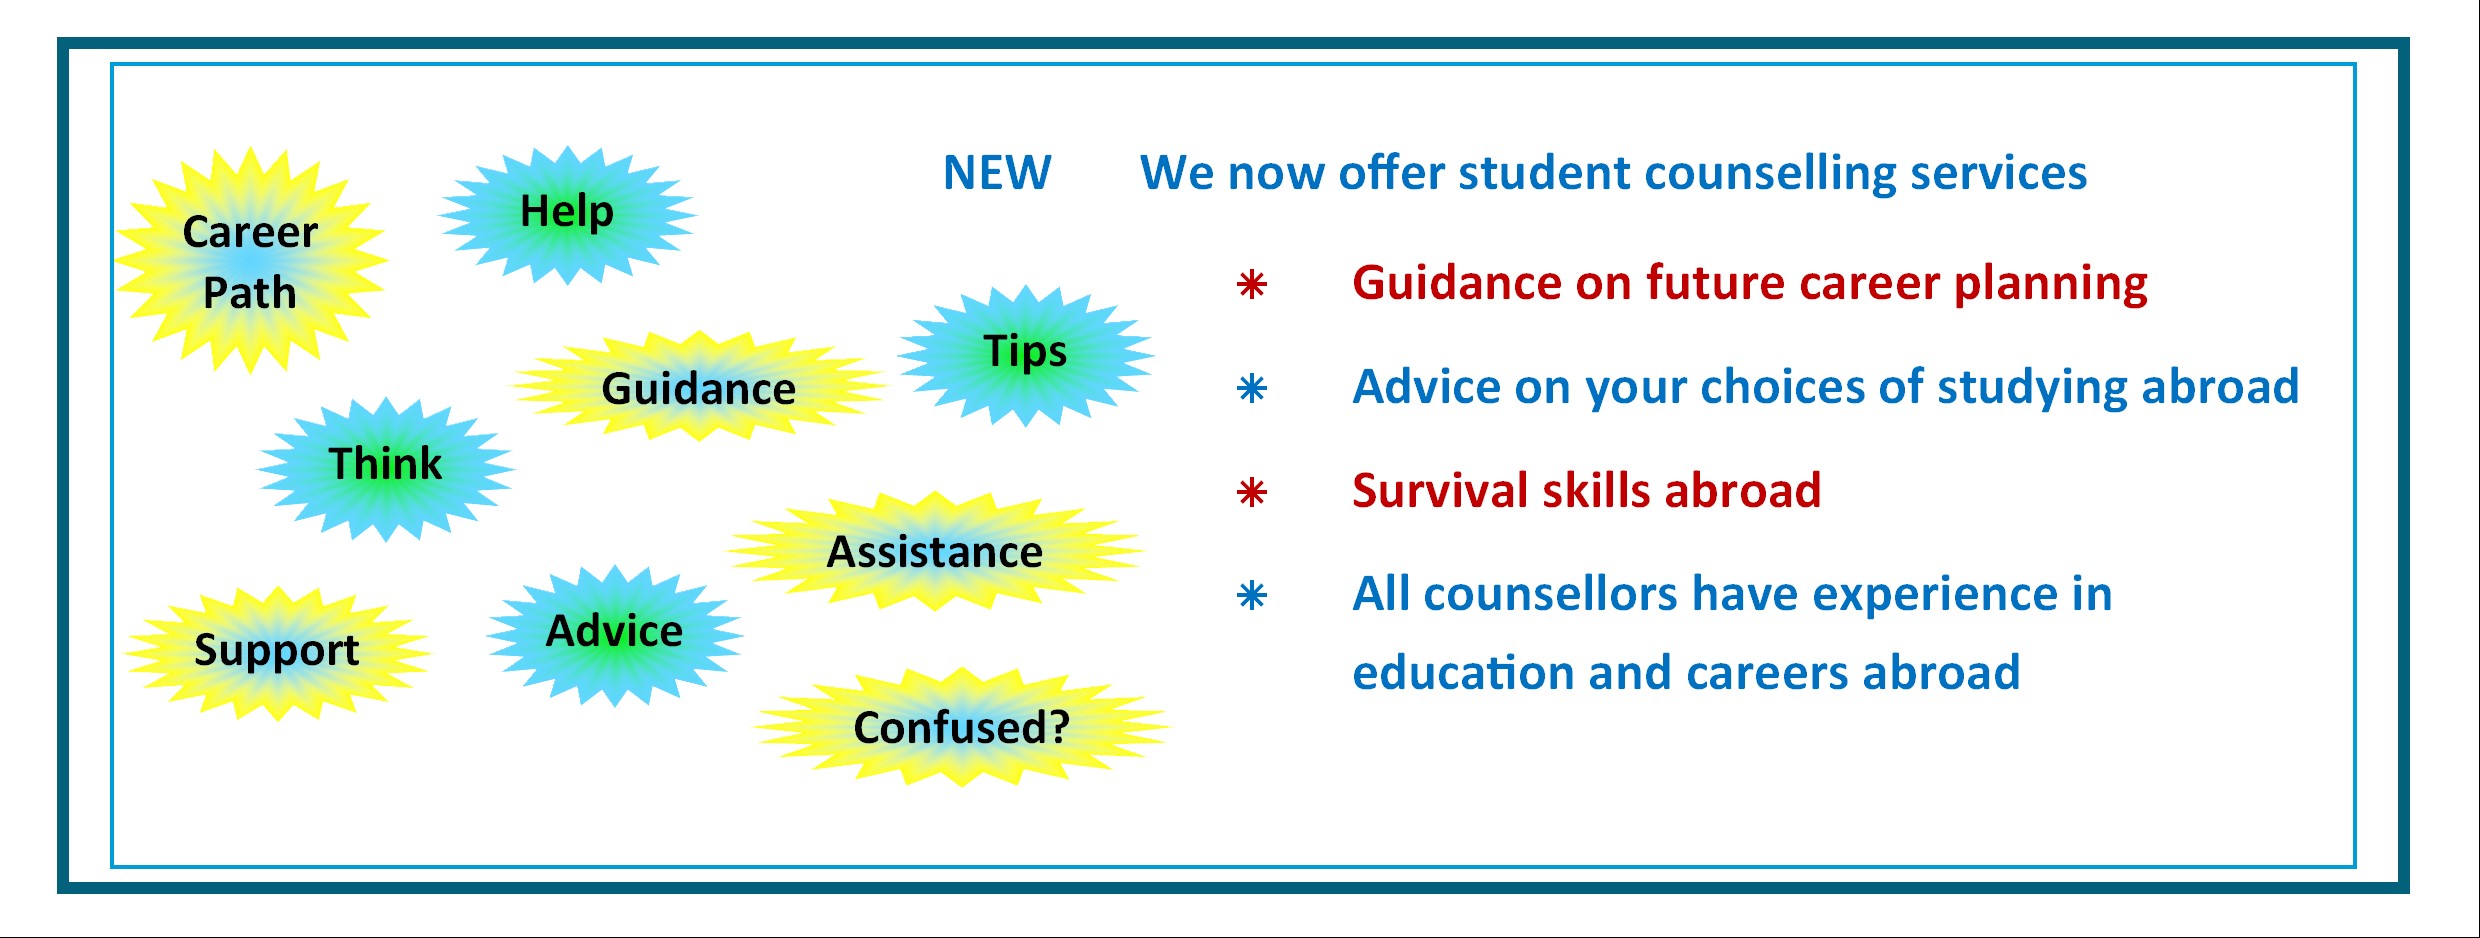 Career
Path
Help
Guidance
Tips
Think
Assistance
Support
Advice
Confused?
NEW We now offer student counselling services
Guidance on future career planning
Advice on your choices of studying abroad
Survival skills abroad
All counsellors have experience in
education and careers abroad